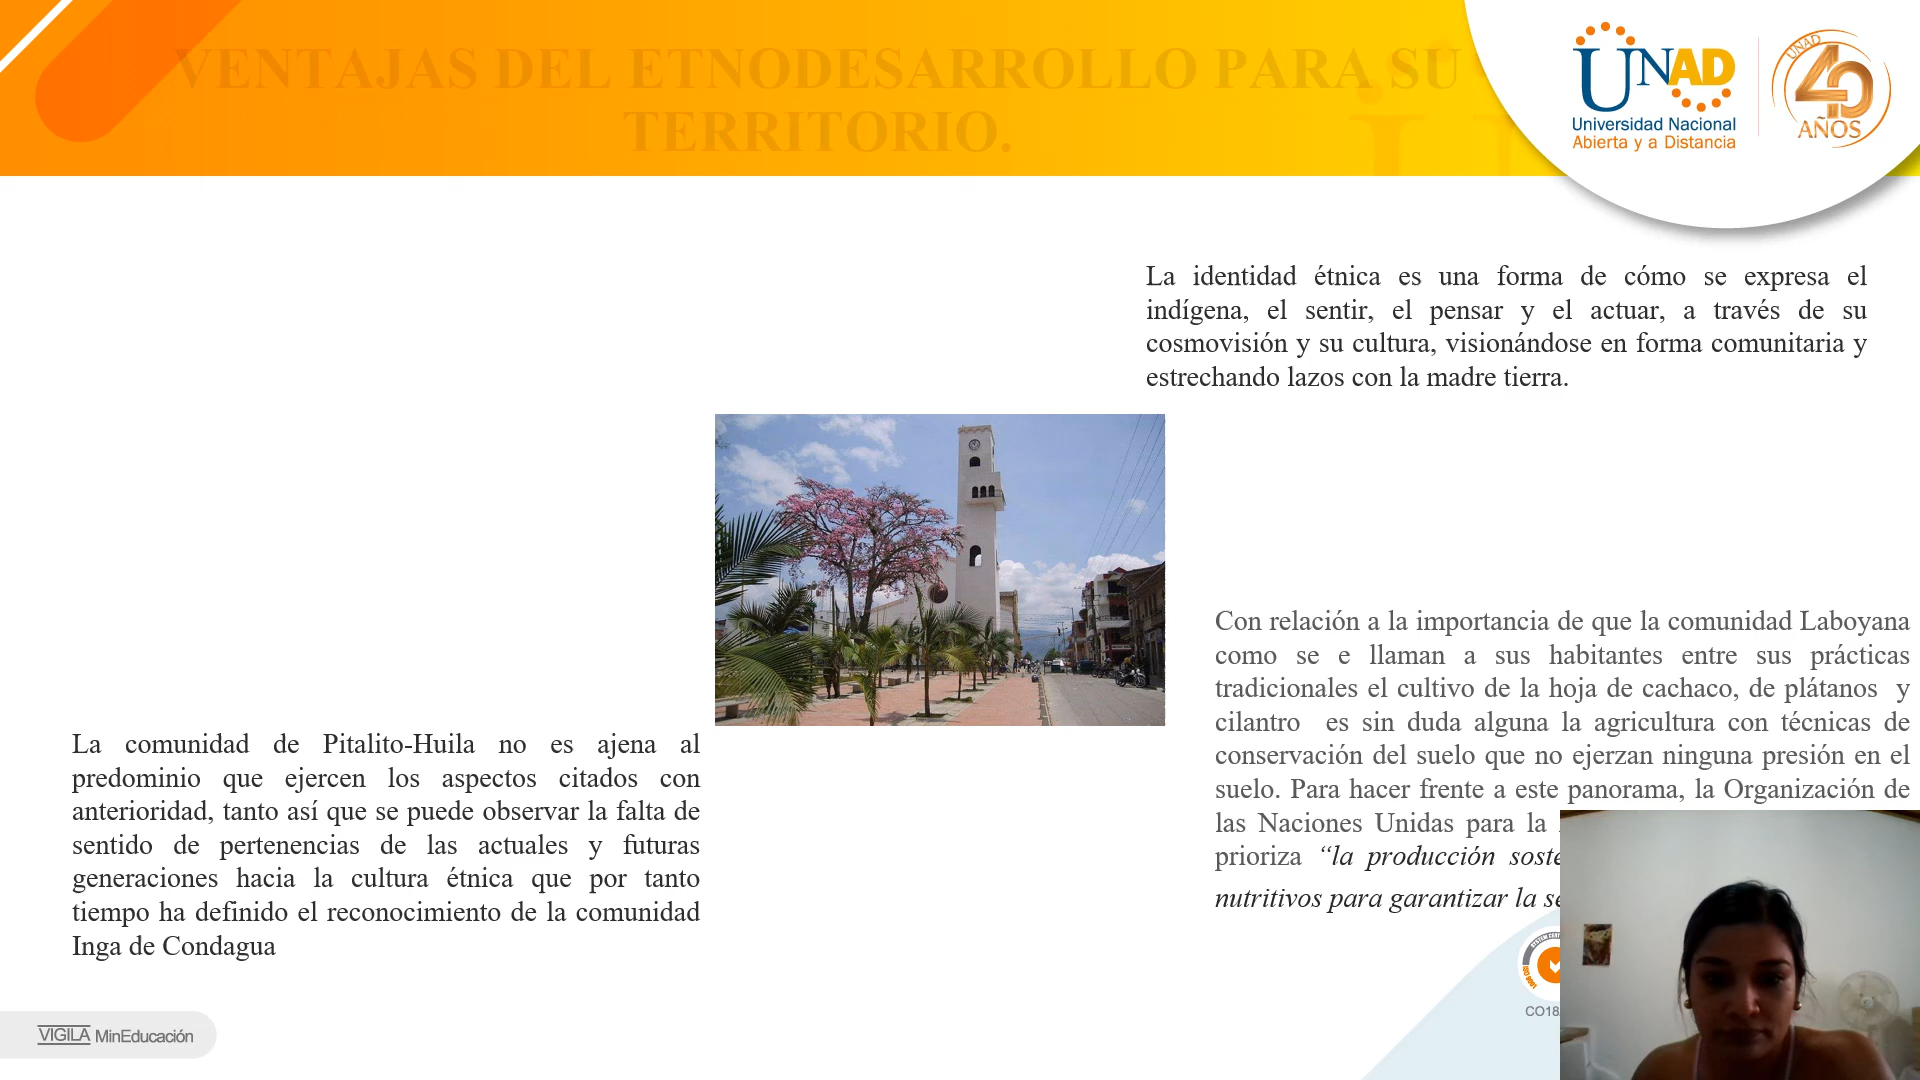 VENTAJAS DEL ETNODESARROLLO PARA SU
TERRITORIO.
UNAD
Universidad Nacional
Abierta y a Distancia
UNAD
40
AÑOS
La identidad étnica es una forma de cómo se expresa el
indígena, el sentir, el pensar y el actuar, a través de su
cosmovisión y su cultura, visionándose en forma comunitaria y
estrechando lazos con la madre tierra.
Con relación a la importancia de que la comunidad Laboyana
como se e llaman a sus habitantes entre sus prácticas
tradicionales el cultivo de la hoja de cachaco, de plátanos y
cilantro es sin duda alguna la agricultura con técnicas de
conservación del suelo que no ejerzan ninguna presión en el
suelo. Para hacer frente a este panorama, la Organización de
las Naciones Unidas para la
prioriza “la producción soste
nutritivos para garantizar la se
La comunidad de Pitalito-Huila no es ajena al
predominio que ejercen los aspectos citados con
anterioridad, tanto así que se puede observar la falta de
sentido de pertenencias de las actuales y futuras
generaciones hacia la cultura étnica que por tanto
tiempo ha definido el reconocimiento de la comunidad
Inga de Condagua
ISO 9001
CO18
VIGILA MinEducación